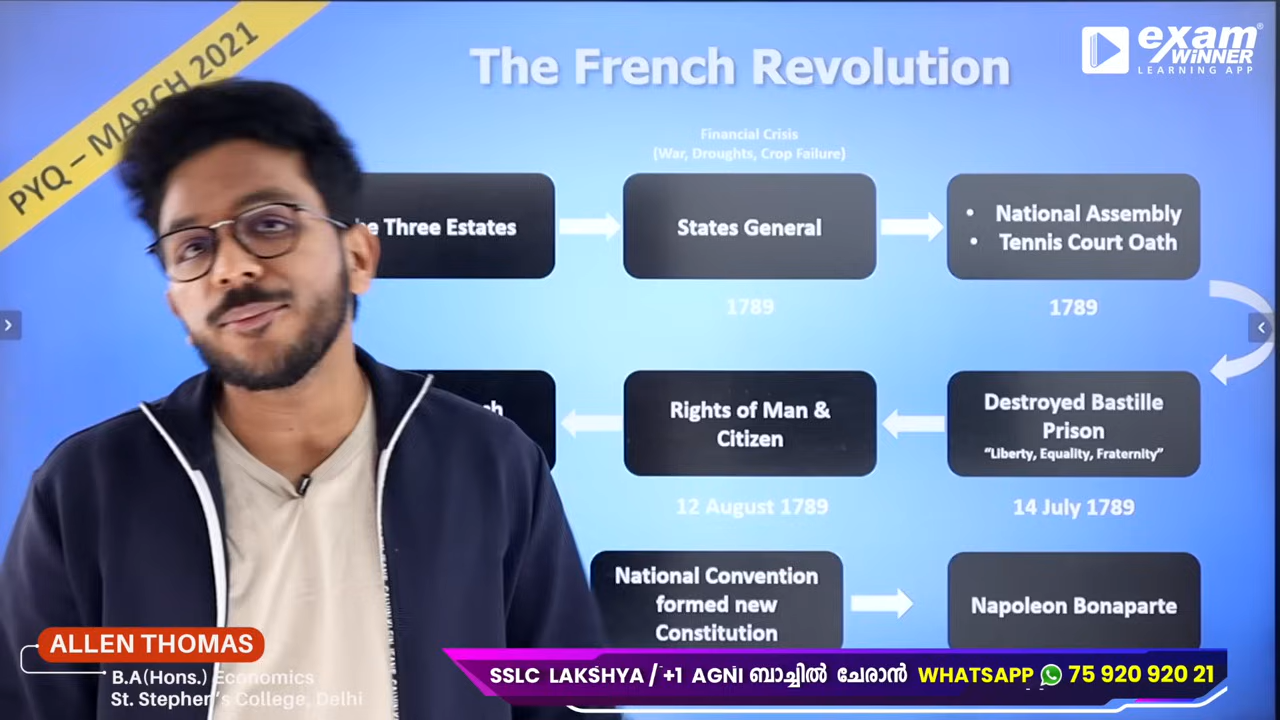 PYQ – MARCH 2021
The French Revolution
exam
WINNER
LEARNING APP
Financial Crisis
(War, Droughts, Crop Failure)
Three Estates
States General
• National Assembly
• Tennis Court Oath
1789
1789
Rights of Man &
Citizen
Destroyed Bastille
Prison
“Liberty, Equality, Fraternity”
12 August 1789
14 July 1789
National Convention
formed new
Constitution
Napoleon Bonaparte
ALLEN THOMAS
B.A(Hons.) Economics
St. Stephen's College, Delhi
SSLC LAKSHYA / +1 AGNI ബാച്ചിൽ ചേരാൻ WHATSAPP 75 920 920 21